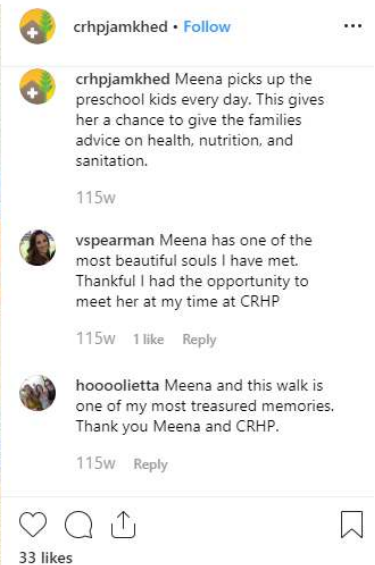 crhpjamkhed • Follow
crhpjamkhed Meena picks up the
preschool kids every day. This gives
her a chance to give the families
advice on health, nutrition, and
sanitation.
115w
vspearman Meena has one of the
most beautiful souls I have met.
Thankful I had the opportunity to
meet her at my time at CRHP
115w 1 like Reply
hoooolietta Meena and this walk is
one of my most treasured memories.
Thank you Meena and CRHP.
115w Reply
33 likes